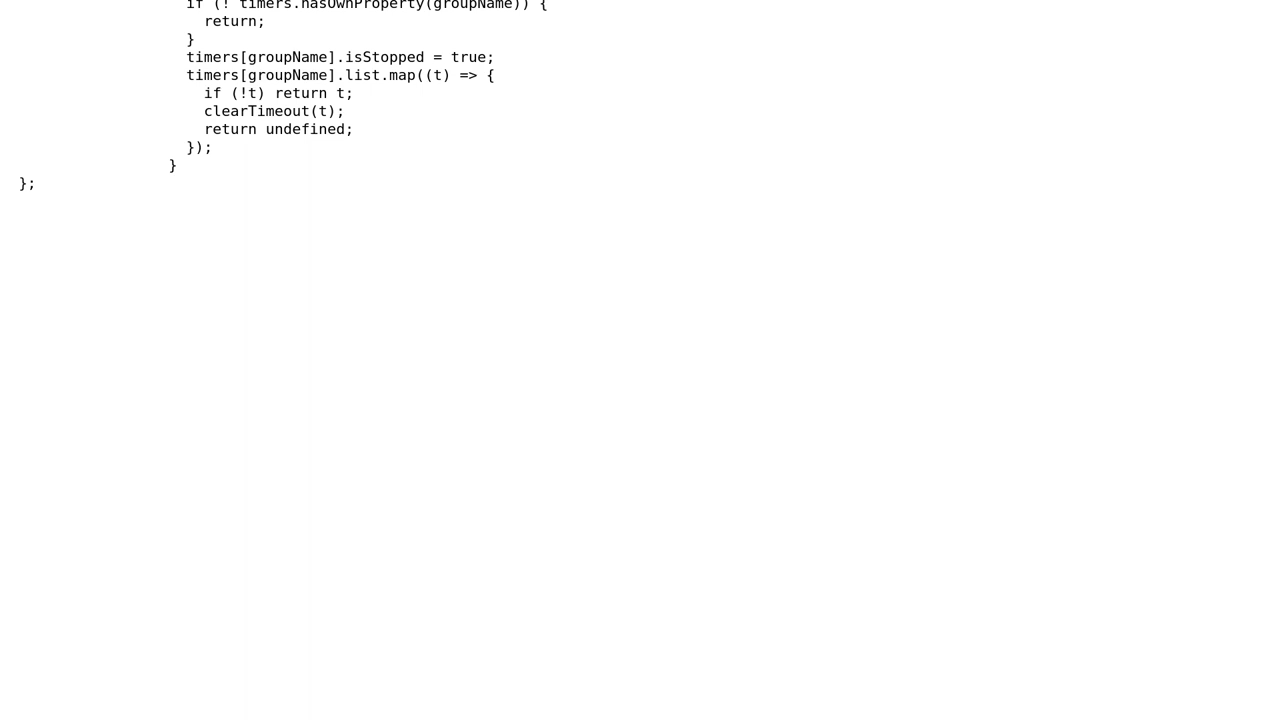 if (! timers.hasOwnProperty(groupName)) {
return;
}
timers[groupName].isStopped = true;
timers[groupName].list.map((t) => {
if (!t) return t;
clearTimeout(t);
return undefined;
});
}
};